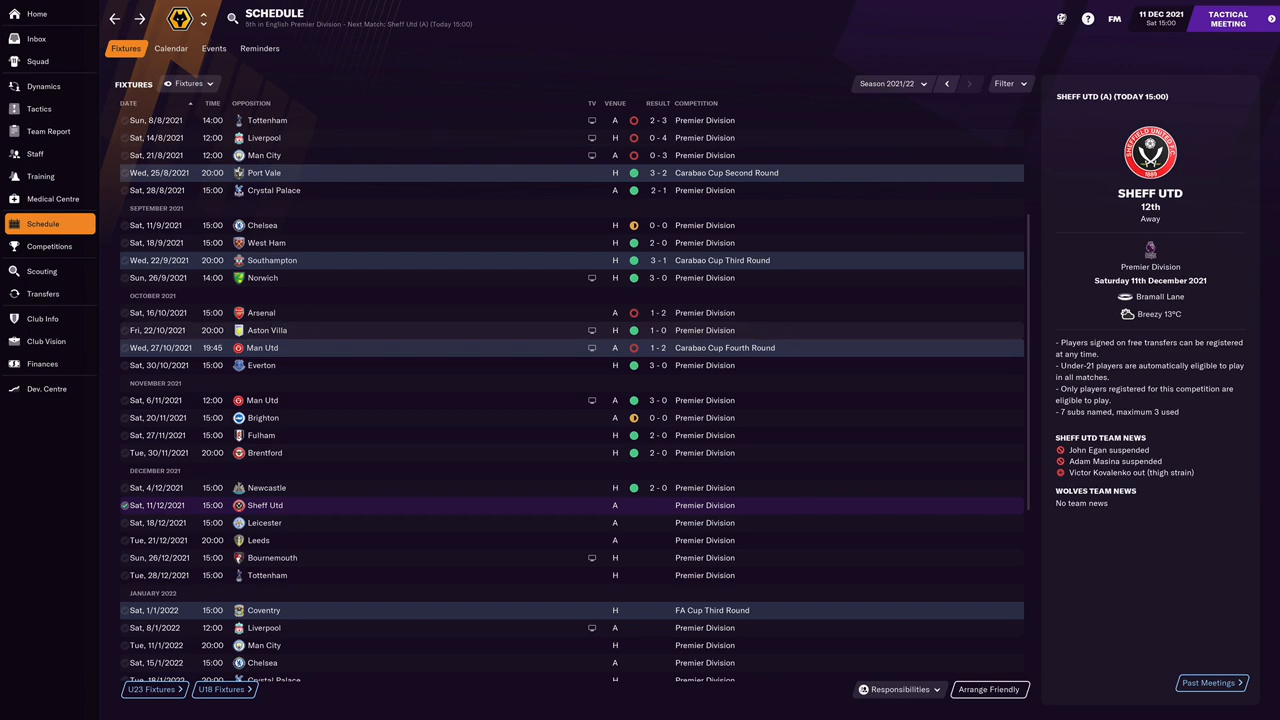 Home
Inbox
Squad
Dynamics
Tactics
Team Report
Staff
Training
Medical Centre
Schedule
Competitions
Scouting
Transfers
Club Info
Club Vision
Finances
Dev. Centre
SCHEDULE
5th in English Premier Division - Next Match: Sheff Utd (A) (Today 15:00)
FM
11 DEC 2021
Sat 15:00
TACTICAL MEETING
Fixtures Calendar Events Reminders
FIXTURES Fixtures Season 2021/22 Filter
DATE TIME OPPOSITION TV VENUE RESULT COMPETITION
Sun, 8/8/2021 14:00 Tottenham A 2 - 3 Premier Division
Sat, 14/8/2021 12:00 Liverpool H 0 - 4 Premier Division
Sat, 21/8/2021 12:00 Man City A 0 - 3 Premier Division
Wed, 25/8/2021 20:00 Port Vale H 3 - 2 Carabao Cup Second Round
Sat, 28/8/2021 15:00 Crystal Palace A 2 - 1 Premier Division
SEPTEMBER 2021
Sat, 11/9/2021 15:00 Chelsea H 0 - 0 Premier Division
Sat, 18/9/2021 15:00 West Ham H 2 - 0 Premier Division
Wed, 22/9/2021 20:00 Southampton H 3 - 1 Carabao Cup Third Round
Sun, 26/9/2021 14:00 Norwich H 3 - 0 Premier Division
OCTOBER 2021
Sat, 16/10/2021 15:00 Arsenal A 1 - 2 Premier Division
Fri, 22/10/2021 20:00 Aston Villa H 1 - 0 Premier Division
Wed, 27/10/2021 19:45 Man Utd A 1 - 2 Carabao Cup Fourth Round
Sat, 30/10/2021 15:00 Everton H 3 - 0 Premier Division
NOVEMBER 2021
Sat, 6/11/2021 12:00 Man Utd A 3 - 0 Premier Division
Sat, 20/11/2021 15:00 Brighton A 0 - 0 Premier Division
Sat, 27/11/2021 15:00 Fulham H 2 - 0 Premier Division
Tue, 30/11/2021 20:00 Brentford H 2 - 0 Premier Division
DECEMBER 2021
Sat, 4/12/2021 15:00 Newcastle H 2 - 0 Premier Division
Sat, 11/12/2021 15:00 Sheff Utd A Premier Division
Sat, 18/12/2021 15:00 Leicester A Premier Division
Tue, 21/12/2021 20:00 Leeds A Premier Division
Sun, 26/12/2021 15:00 Bournemouth H Premier Division
Tue, 28/12/2021 15:00 Tottenham H Premier Division
JANUARY 2022
Sat, 1/1/2022 15:00 Coventry H FA Cup Third Round
Sat, 8/1/2022 12:00 Liverpool A Premier Division
Tue, 11/1/2022 20:00 Man City H Premier Division
Sat, 15/1/2022 15:00 Chelsea A Premier Division
Tue, 18/1/2022 20:00 Crystal Palace H Premier Division
U23 Fixtures U18 Fixtures Responsibilities Arrange Friendly
SHEFF UTD (A) (TODAY 15:00)
SHEFFIELD UNITED F.C.
1889
SHEFF UTD
12th
Away
Premier Division
Saturday 11th December 2021
Bramall Lane
Breezy 13°C
- Players signed on free transfers can be registered
at any time.
- Under-21 players are automatically eligible to play
in all matches.
- Only players registered for this competition are
eligible to play.
- 7 subs named, maximum 3 used
SHEFF UTD TEAM NEWS
John Egan suspended
Adam Masina suspended
Victor Kovalenko out (thigh strain)
WOLVES TEAM NEWS
No team news
Past Meetings